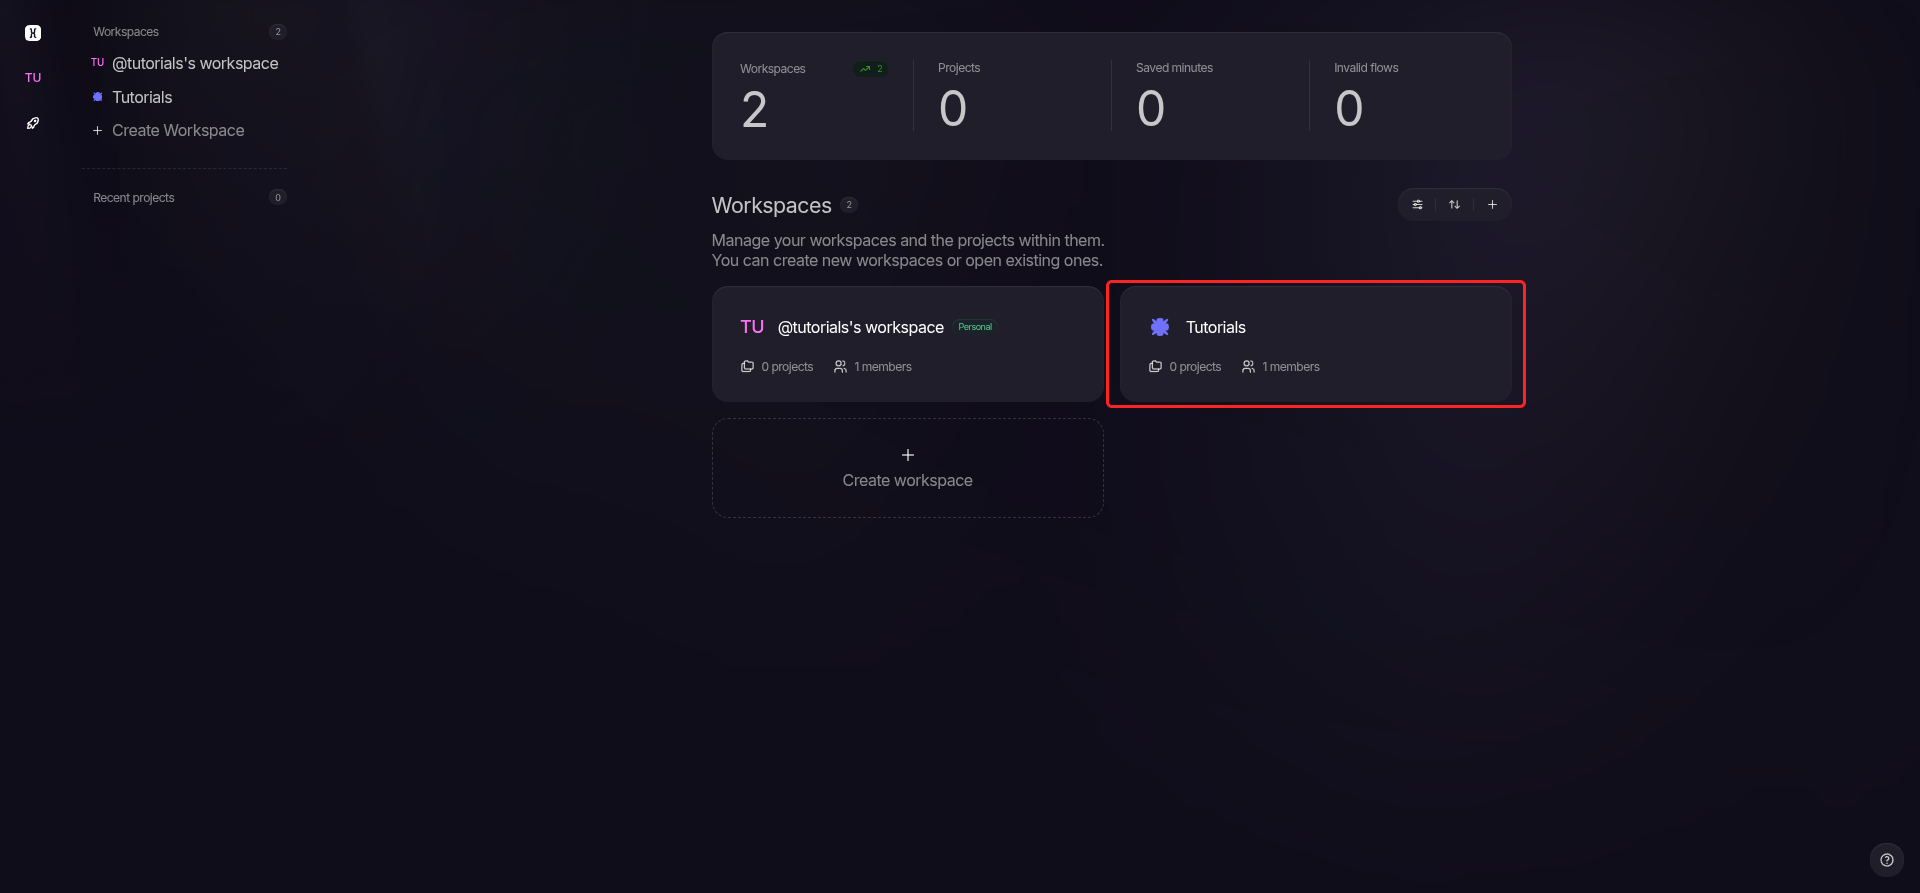 Workspaces 2
TU @tutorials's workspace
TU
Tutorials
Create Workspace
Recent projects 0
Workspaces 2
2
Projects
0
Saved minutes
0
Invalid flows
0
Workspaces 2
Manage your workspaces and the projects within them.
You can create new workspaces or open existing ones.
TU @tutorials's workspace Personal
0 projects 1 members
Tutorials
0 projects 1 members
Create workspace